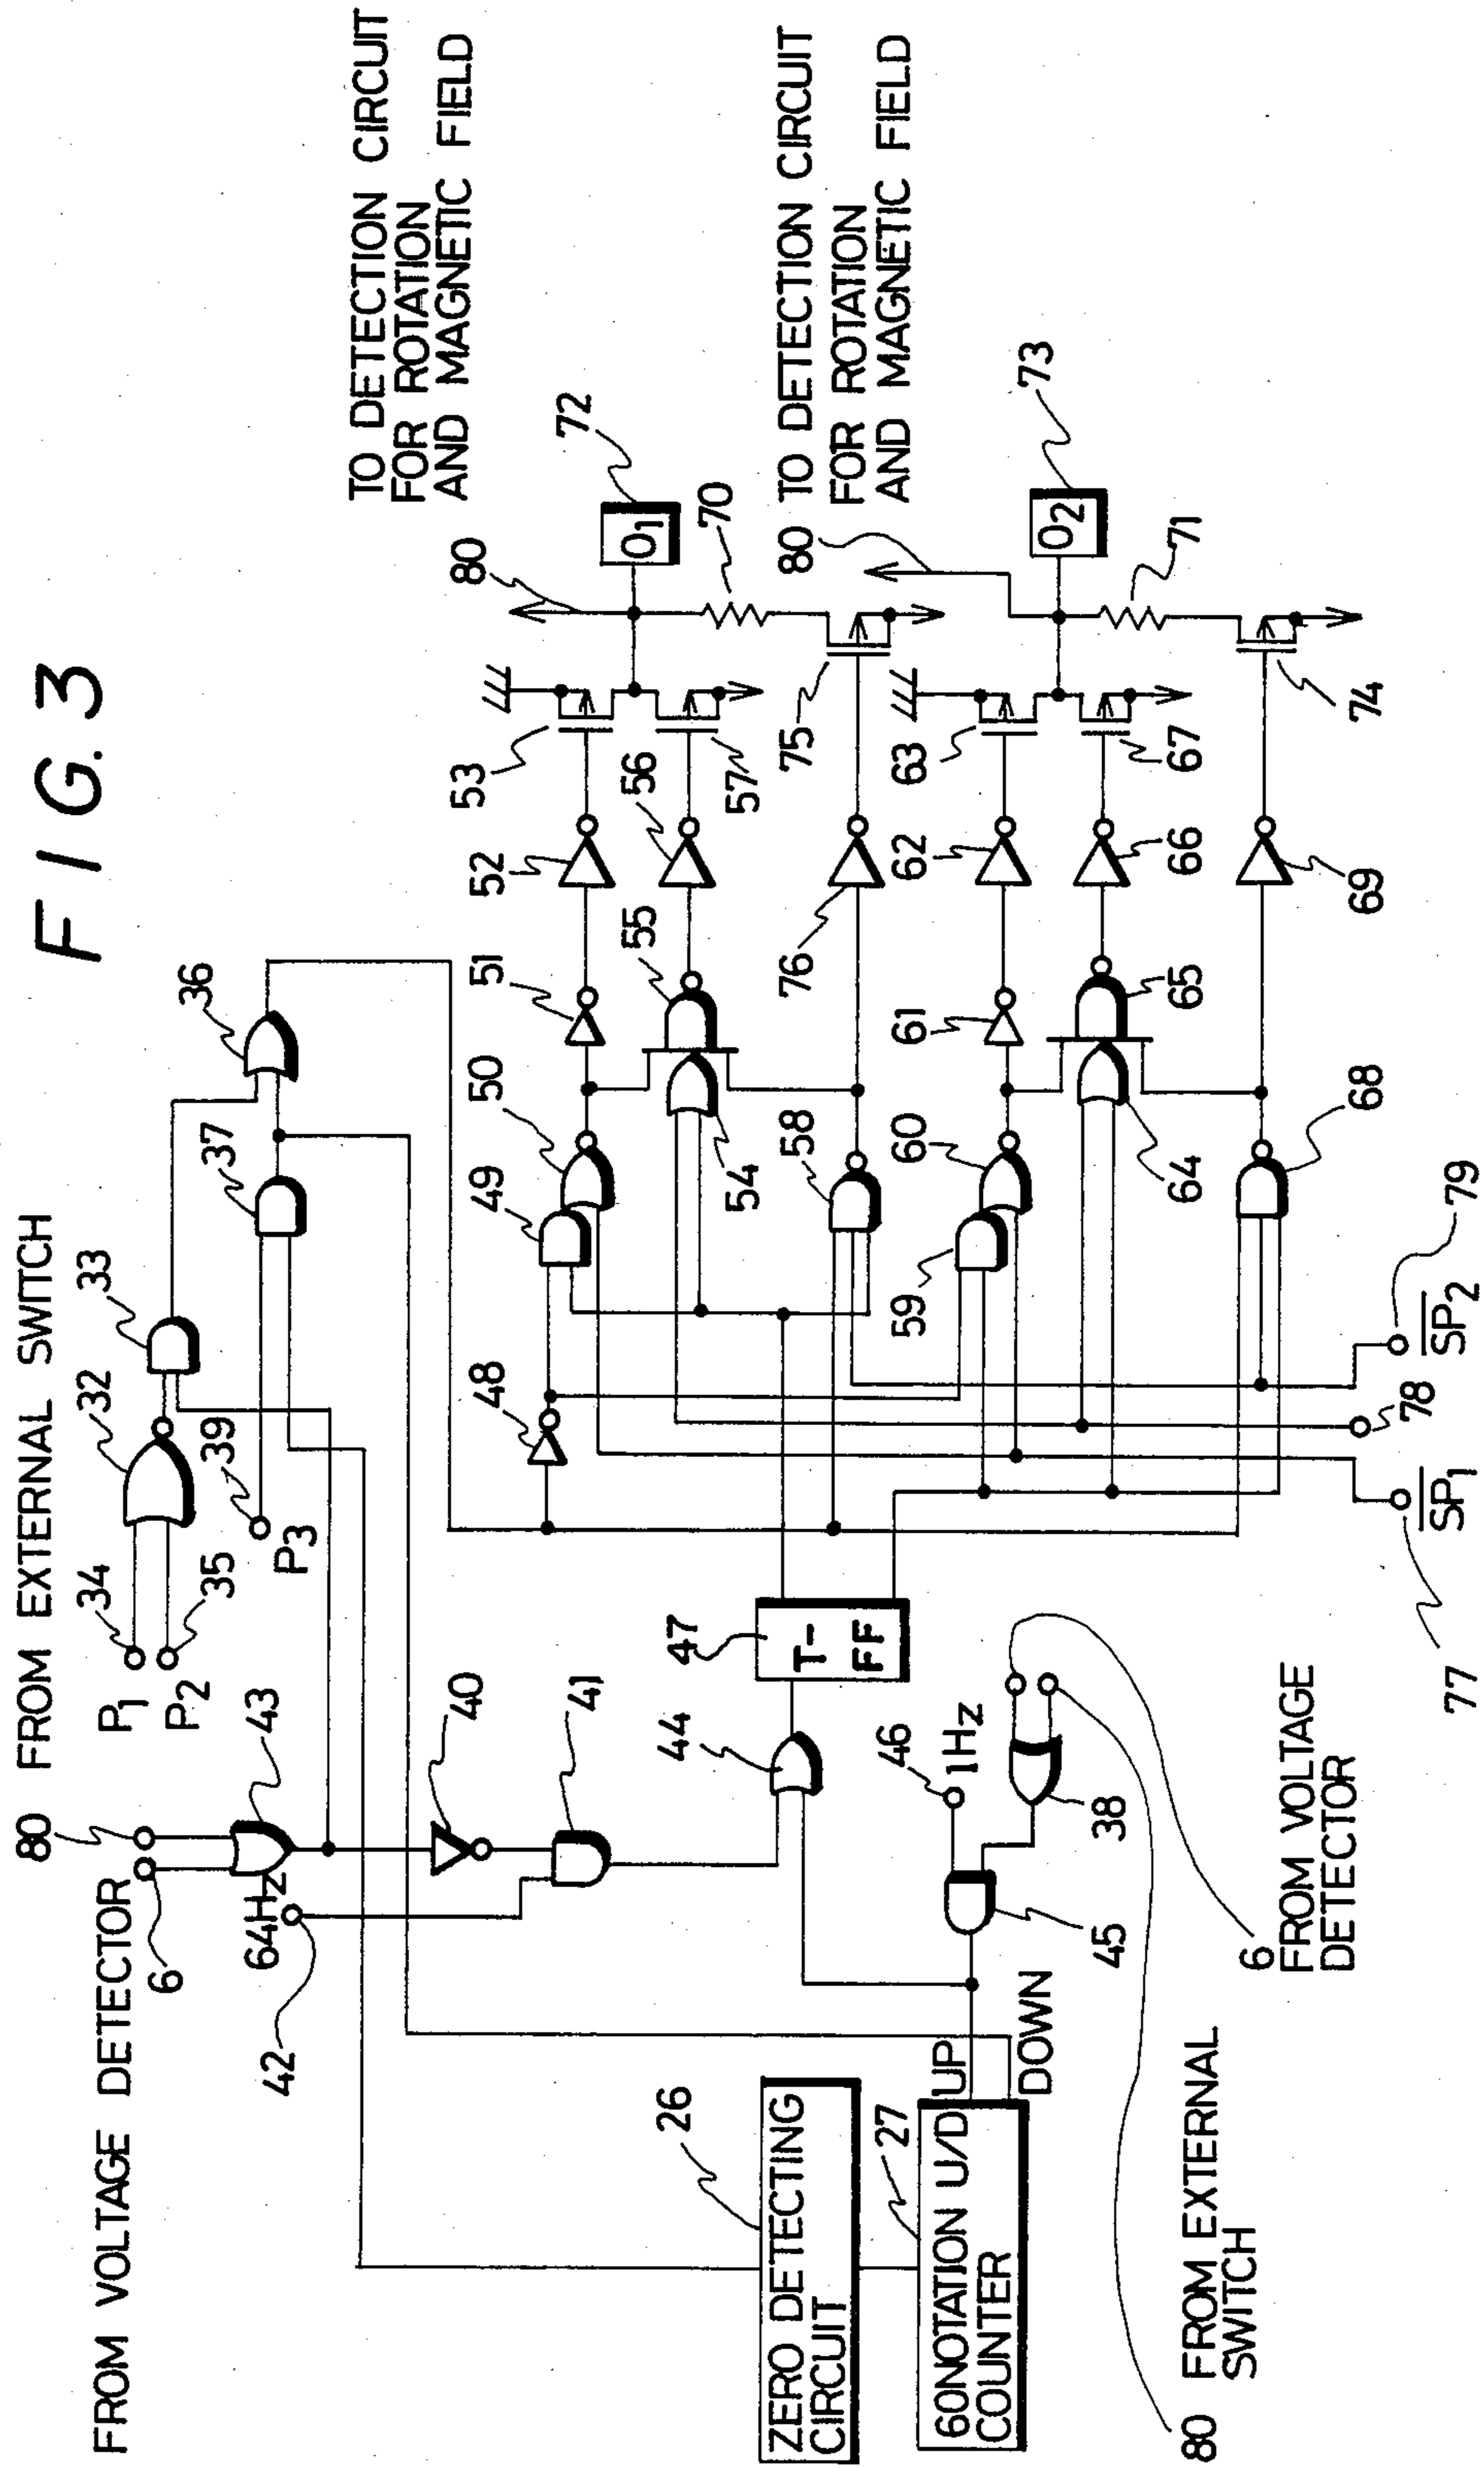 FIG. 3
FROM VOLTAGE DETECTOR
6
80 FROM EXTERNAL SWITCH
P1
34
P2
35
32
33
43
64Hz
42
39
P3
37
36
40
41
44
47
T-
FF
46
1Hz
38
45
6
FROM VOLTAGE
DETECTOR
80 FROM EXTERNAL
SWITCH
26
ZERO DETECTING
CIRCUIT
27
60NOTATION U/D
COUNTER
UP
DOWN
48
49
50
51
52
53
54
55
56
57
58
76
75
59
60
61
62
63
64
65
66
67
68
69
74
70
71
72
O1
73
O2
80
TO DETECTION CIRCUIT
FOR ROTATION
AND MAGNETIC FIELD
80 TO DETECTION CIRCUIT
FOR ROTATION
AND MAGNETIC FIELD
77
S̅P̅1
78
79
S̅P̅2